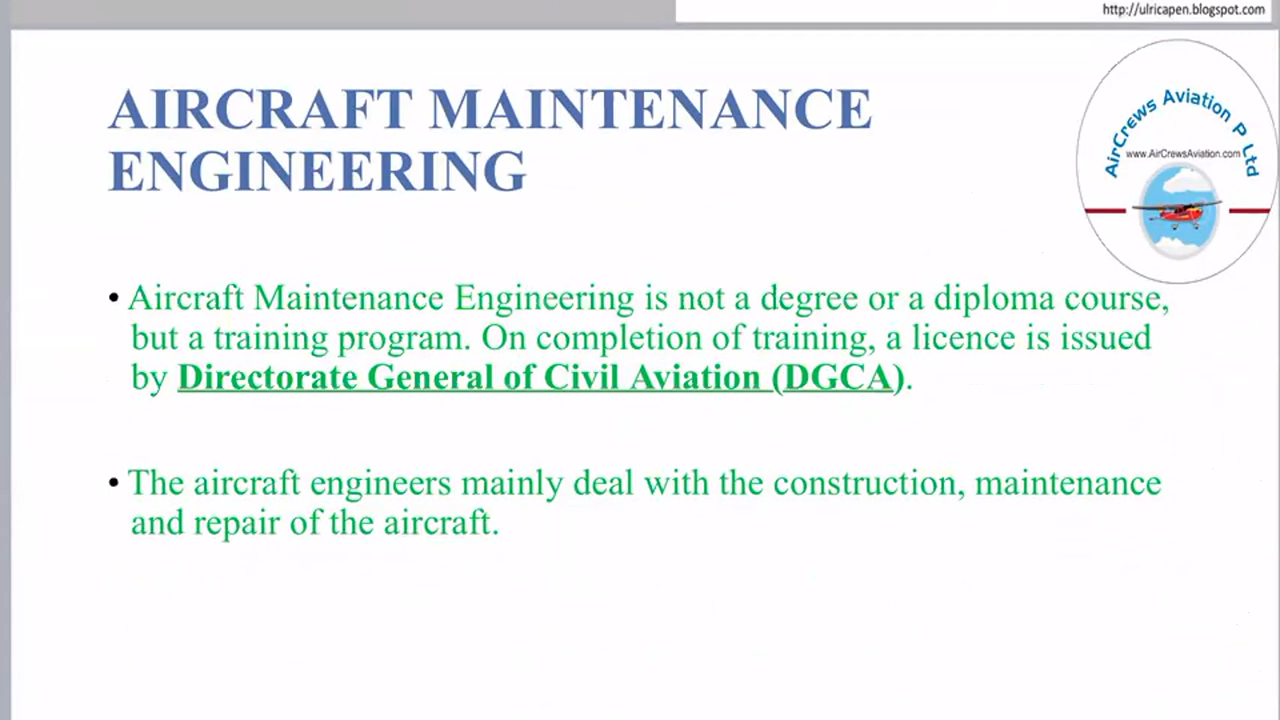 http://ulricapen.blogspot.com
AirCrews Aviation P Ltd
www.AirCrewsAviation.com
AIRCRAFT MAINTENANCE
ENGINEERING
• Aircraft Maintenance Engineering is not a degree or a diploma course,
but a training program. On completion of training, a licence is issued
by Directorate General of Civil Aviation (DGCA).
• The aircraft engineers mainly deal with the construction, maintenance
and repair of the aircraft.